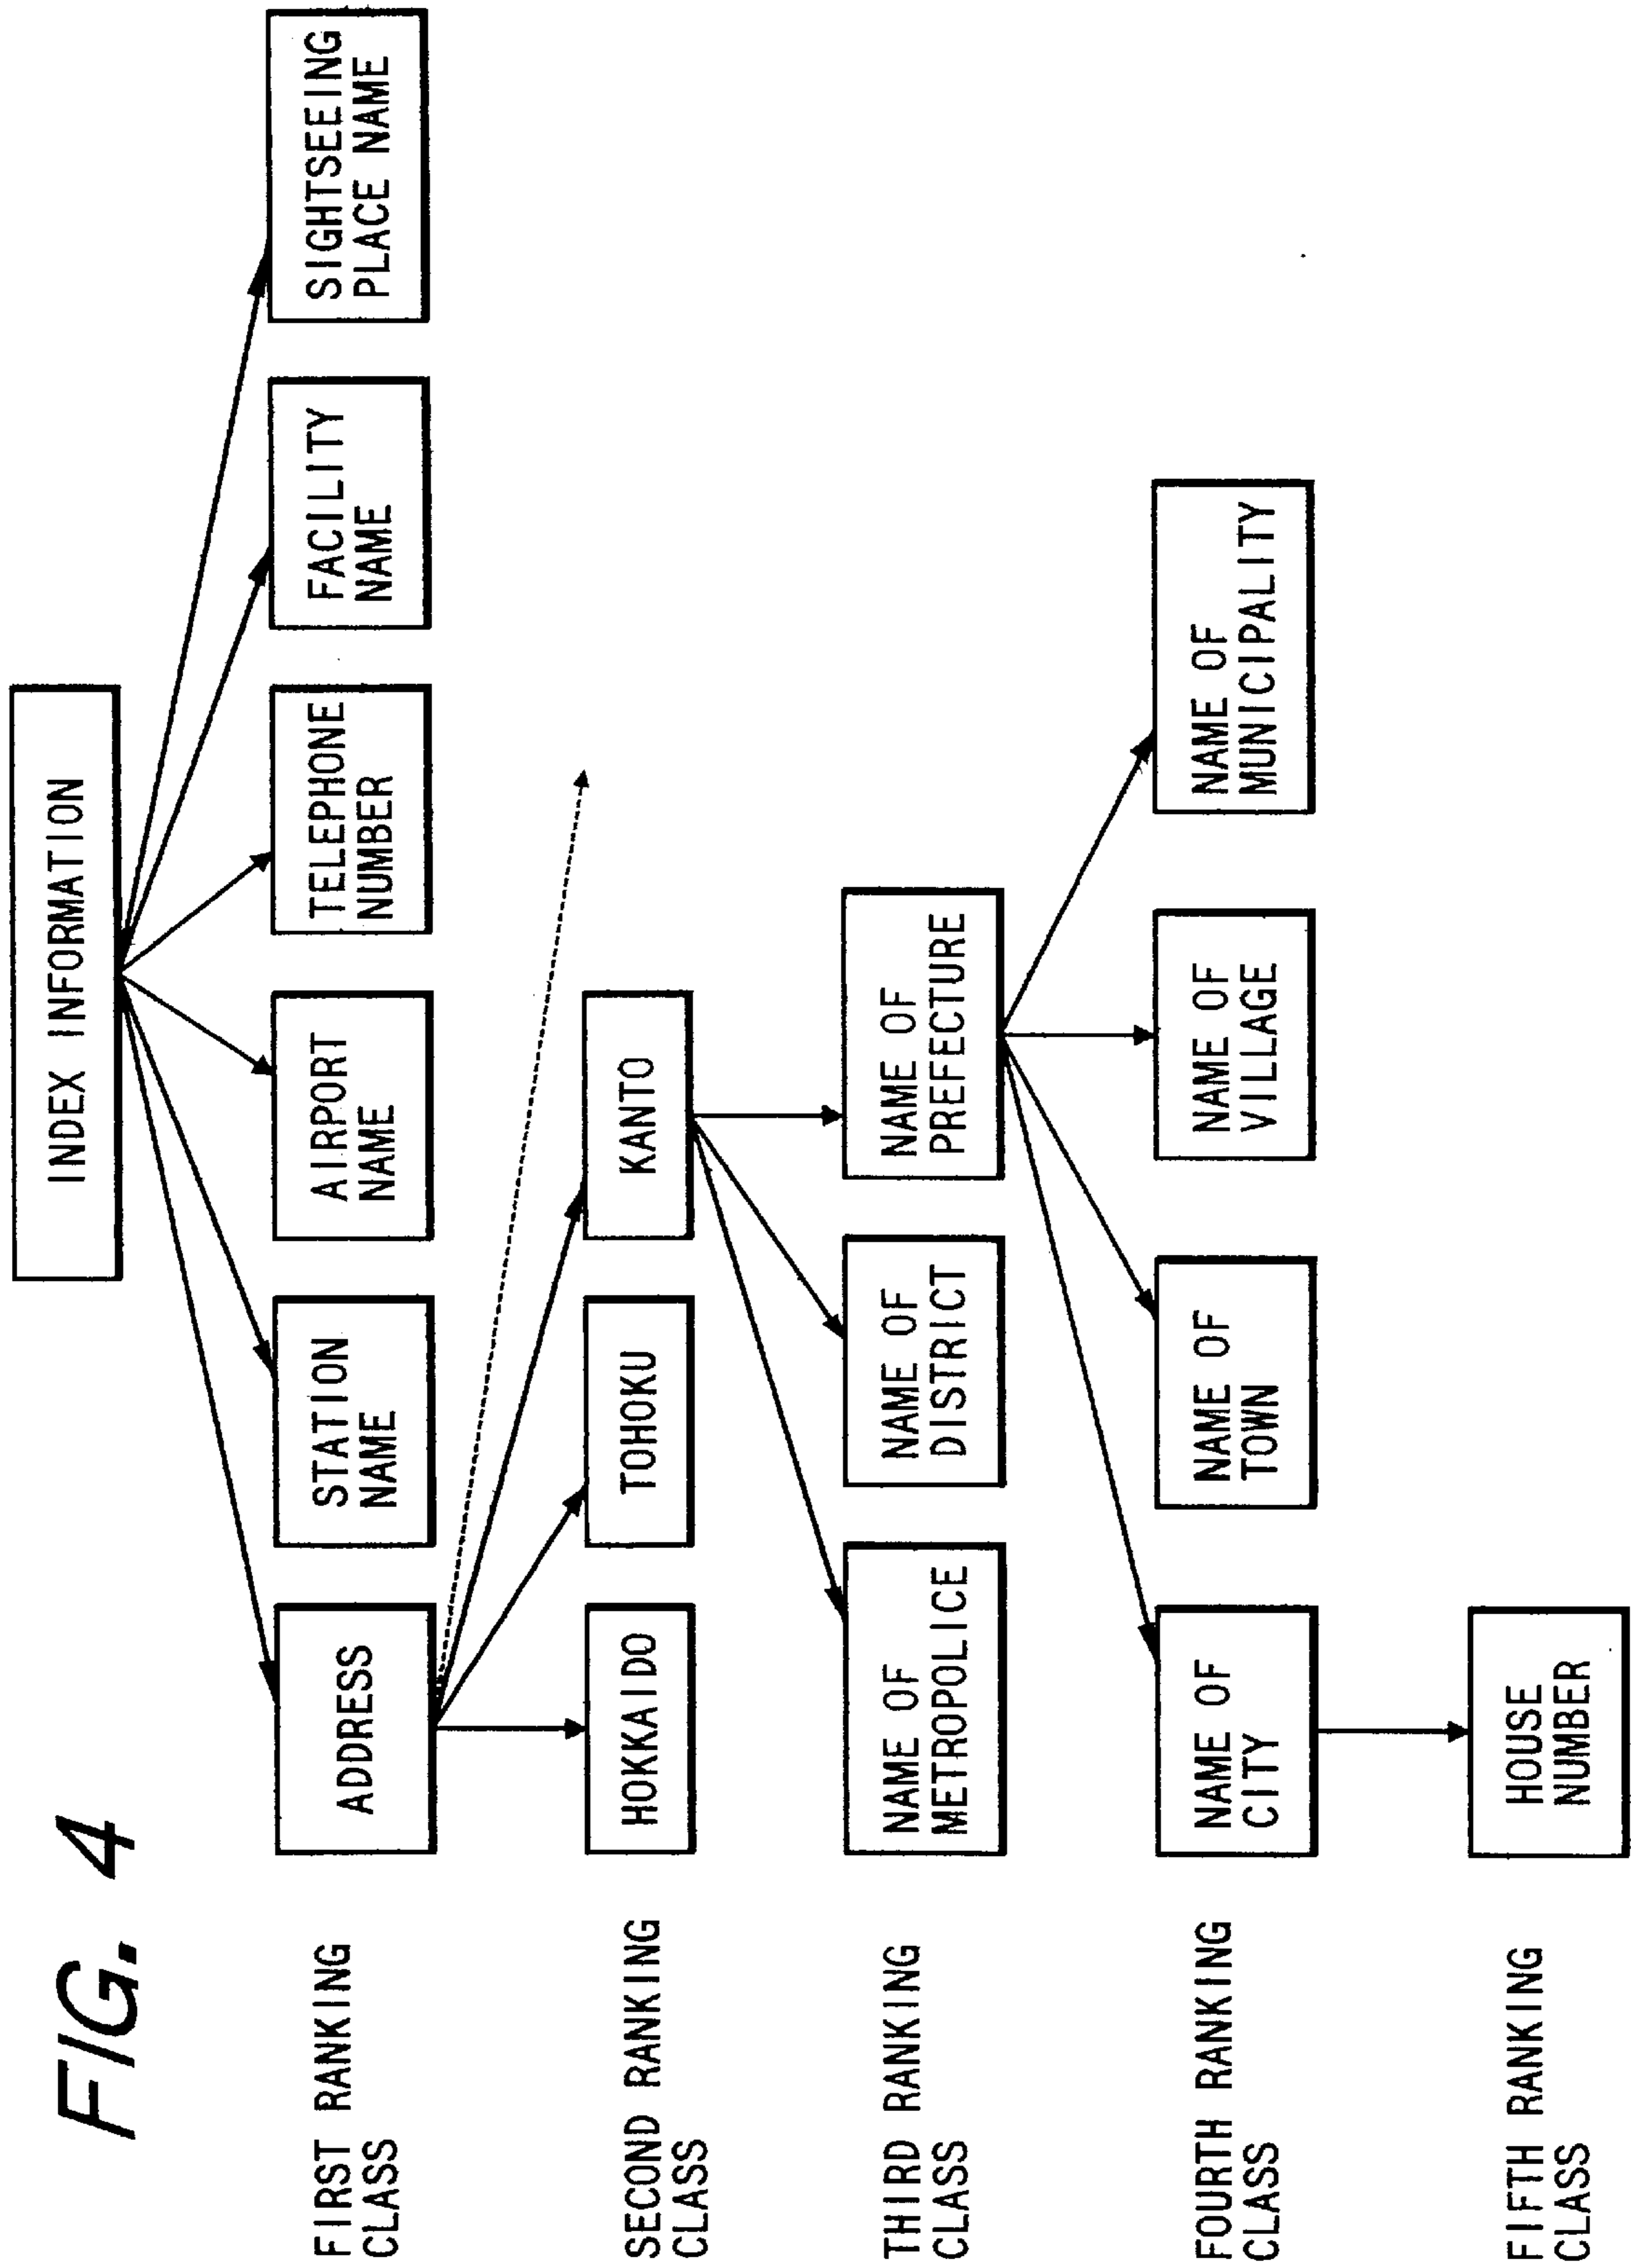 FIG. 4
INDEX INFORMATION
FIRST RANKING
CLASS
ADDRESS
STATION
NAME
AIRPORT
NAME
TELEPHONE
NUMBER
FACILITY
NAME
SIGHTSEEING
PLACE NAME
SECOND RANKING
CLASS
HOKKAIDO
TOHOKU
KANTO
THIRD RANKING
CLASS
NAME OF
METROPOLICE
NAME OF
DISTRICT
NAME OF
PREFECTURE
FOURTH RANKING
CLASS
NAME OF
CITY
NAME OF
TOWN
NAME OF
VILLAGE
NAME OF
MUNICIPALITY
FIFTH RANKING
CLASS
HOUSE
NUMBER